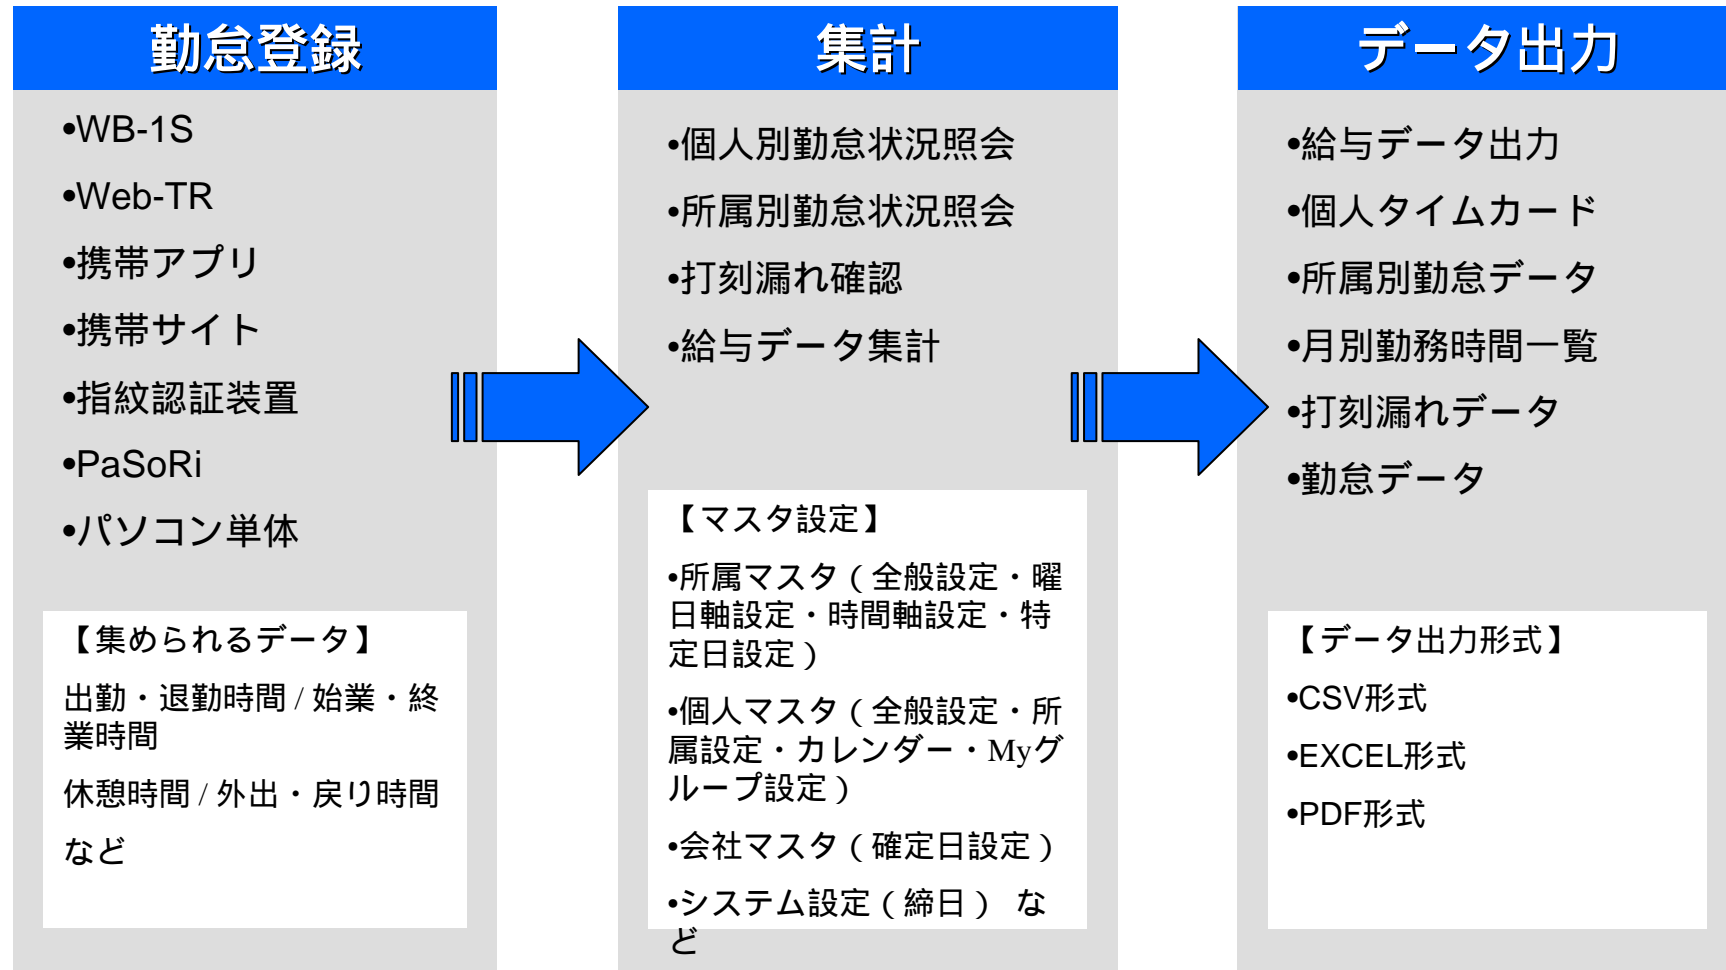 勤怠登録
•WB-1S
•Web-TR
•携帯アプリ
•携帯サイト
•指紋認証装置
•PaSoRi
•パソコン単体
【集められるデータ】
出勤・退勤時間 / 始業・終
業時間
休憩時間 / 外出・戻り時間
など
集計
•個人別勤怠状況照会
•所属別勤怠状況照会
•打刻漏れ確認
•給与データ集計
【マスタ設定】
•所属マスタ（全般設定・曜
日軸設定・時間軸設定・特
定日設定）
•個人マスタ（全般設定・所
属設定・カレンダー・Myグ
ループ設定）
•会社マスタ（確定日設定）
•システム設定（締日） な
ど
データ出力
•給与データ出力
•個人タイムカード
•所属別勤怠データ
•月別勤務時間一覧
•打刻漏れデータ
•勤怠データ
【データ出力形式】
•CSV形式
•EXCEL形式
•PDF形式